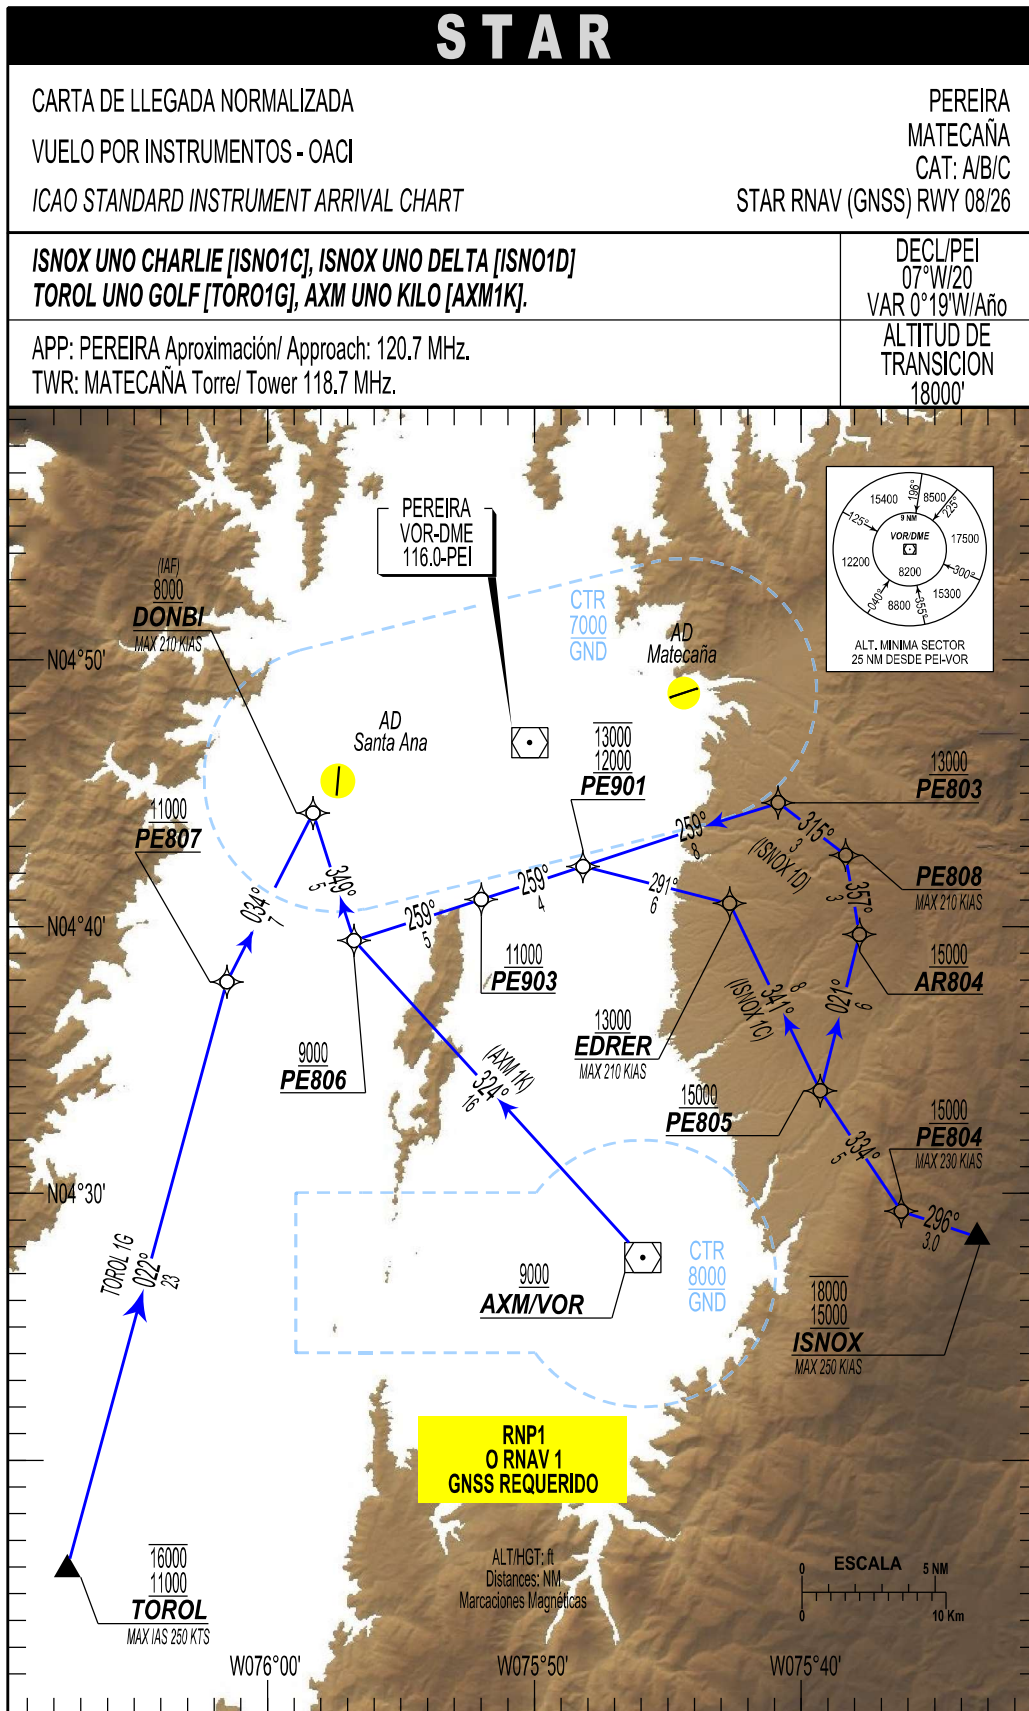 STAR
CARTA DE LLEGADA NORMALIZADA
VUELO POR INSTRUMENTOS - OACI
ICAO STANDARD INSTRUMENT ARRIVAL CHART
PEREIRA
MATECAÑA
CAT: A/B/C
STAR RNAV (GNSS) RWY 08/26
ISNOX UNO CHARLIE [ISNO1C], ISNOX UNO DELTA [ISNO1D]
TOROL UNO GOLF [TORO1G], AXM UNO KILO [AXM1K].
DECL/PEI
07°W/20
VAR 0°19'W/Año
APP: PEREIRA Aproximación/ Approach: 120.7 MHz.
TWR: MATECAÑA Torre/ Tower 118.7 MHz.
ALTITUD DE
TRANSICION
18000'
15400
196°
8500
225°
125°
9 NM
VOR/DME
17500
12200
8200
300°
040°
8800
355°
15300
ALT. MINIMA SECTOR
25 NM DESDE PEI-VOR
PEREIRA
VOR-DME
116.0-PEI
(IAF)
8000
DONBI
MAX 210 KIAS
CTR
7000
GND
AD
Matecaña
N04°50'
AD
Santa Ana
13000
12000
PE901
13000
PE803
11000
PE807
259°
8
315°
3
(ISNOX 1D)
PE808
MAX 210 KIAS
349°
5
034°
7
259°
5
259°
4
291°
6
357°
3
N04°40'
11000
PE903
15000
AR804
341°
8
(ISNOX 1C)
021°
9
13000
EDRER
MAX 210 KIAS
9000
PE806
(AXM 1K)
324°
16
15000
PE805
15000
PE804
MAX 230 KIAS
334°
5
N04°30'
296°
3.0
TOROL 1G
022°
23
9000
AXM/VOR
CTR
8000
GND
18000
15000
ISNOX
MAX 250 KIAS
RNP1
O RNAV 1
GNSS REQUERIDO
16000
11000
TOROL
MAX IAS 250 KTS
ALT/HGT: ft
Distances: NM
Marcaciones Magnéticas
0 ESCALA 5 NM
0 10 Km
W076°00'
W075°50'
W075°40'